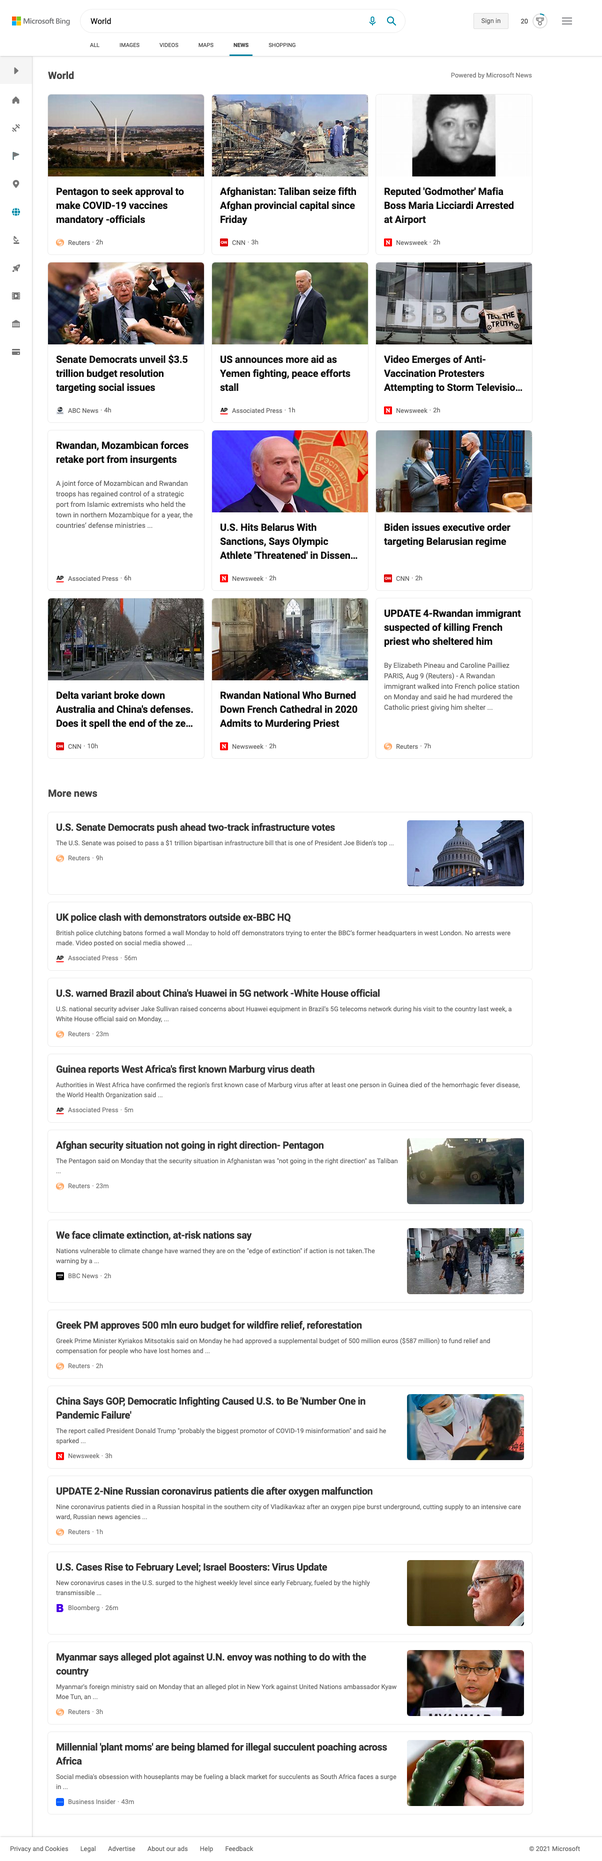 Microsoft Bing
World
Sign in
20
ALL
IMAGES
VIDEOS
MAPS
NEWS
SHOPPING
World
Powered by Microsoft News
Pentagon to seek approval to
make COVID-19 vaccines
mandatory -officials
Reuters · 2h
Afghanistan: Taliban seize fifth
Afghan provincial capital since
Friday
CNN · 3h
Reputed 'Godmother' Mafia
Boss Maria Licciardi Arrested
at Airport
N Newsweek · 2h
Senate Democrats unveil $3.5
trillion budget resolution
targeting social issues
ABC News · 4h
US announces more aid as
Yemen fighting, peace efforts
stall
AP Associated Press · 1h
BBC
TELL THE
TRUTH
Video Emerges of Anti-
Vaccination Protesters
Attempting to Storm Televisio...
N Newsweek · 2h
Rwandan, Mozambican forces
retake port from insurgents
A joint force of Mozambican and Rwandan
troops has regained control of a strategic
port from Islamic extremists who held the
town in northern Mozambique for a year, the
countries' defense ministries ...
AP Associated Press · 6h
U.S. Hits Belarus With
Sanctions, Says Olympic
Athlete 'Threatened' in Dissen...
N Newsweek · 2h
Biden issues executive order
targeting Belarusian regime
CNN · 2h
Delta variant broke down
Australia and China's defenses.
Does it spell the end of the ze...
CNN · 10h
Rwandan National Who Burned
Down French Cathedral in 2020
Admits to Murdering Priest
N Newsweek · 2h
UPDATE 4-Rwandan immigrant
suspected of killing French
priest who sheltered him
By Elizabeth Pineau and Caroline Pailliez
PARIS, Aug 9 (Reuters) - A Rwandan
immigrant walked into French police station
on Monday and said he had murdered the
Catholic priest giving him shelter ...
Reuters · 7h
More news
U.S. Senate Democrats push ahead two-track infrastructure votes
The U.S. Senate was poised to pass a $1 trillion bipartisan infrastructure bill that is one of President Joe Biden's top ...
Reuters · 9h
UK police clash with demonstrators outside ex-BBC HQ
British police clutching batons formed a wall Monday to hold off demonstrators trying to enter the BBC's former headquarters in west London. No arrests were
made. Video posted on social media showed ...
AP Associated Press · 56m
U.S. warned Brazil about China's Huawei in 5G network -White House official
U.S. national security adviser Jake Sullivan raised concerns about Huawei equipment in Brazil's 5G telecoms network during his visit to the country last week, a
White House official said on Monday, ...
Reuters · 23m
Guinea reports West Africa's first known Marburg virus death
Authorities in West Africa have confirmed the region's first known case of Marburg virus after at least one person in Guinea died of the hemorrhagic fever disease,
the World Health Organization said ...
AP Associated Press · 5m
Afghan security situation not going in right direction- Pentagon
The Pentagon said on Monday that the security situation in Afghanistan was "not going in the right direction" as Taliban
...
Reuters · 23m
We face climate extinction, at-risk nations say
Nations vulnerable to climate change have warned they are on the "edge of extinction" if action is not taken.The
warning by a ...
BBC News · 2h
Greek PM approves 500 mln euro budget for wildfire relief, reforestation
Greek Prime Minister Kyriakos Mitsotakis said on Monday he had approved a supplemental budget of 500 million euros ($587 million) to fund relief and
compensation for people who have lost homes and ...
Reuters · 2h
China Says GOP, Democratic Infighting Caused U.S. to Be 'Number One in
Pandemic Failure'
The report called President Donald Trump "probably the biggest promotor of COVID-19 misinformation" and said he
sparked ...
N Newsweek · 3h
UPDATE 2-Nine Russian coronavirus patients die after oxygen malfunction
Nine coronavirus patients died in a Russian hospital in the southern city of Vladikavkaz after an oxygen pipe burst underground, cutting supply to an intensive care
ward, Russian news agencies ...
Reuters · 1h
U.S. Cases Rise to February Level; Israel Boosters: Virus Update
New coronavirus cases in the U.S. surged to the highest weekly level since early February, fueled by the highly
transmissible ...
B Bloomberg · 26m
Myanmar says alleged plot against U.N. envoy was nothing to do with the
country
Myanmar's foreign ministry said on Monday that an alleged plot in New York against United Nations ambassador Kyaw
Moe Tun, an ...
Reuters · 3h
MYANMAR
Millennial 'plant moms' are being blamed for illegal succulent poaching across
Africa
Social media's obsession with houseplants may be fueling a black market for succulents as South Africa faces a surge
in ...
Business Insider · 43m
Privacy and Cookies
Legal
Advertise
About our ads
Help
Feedback
© 2021 Microsoft